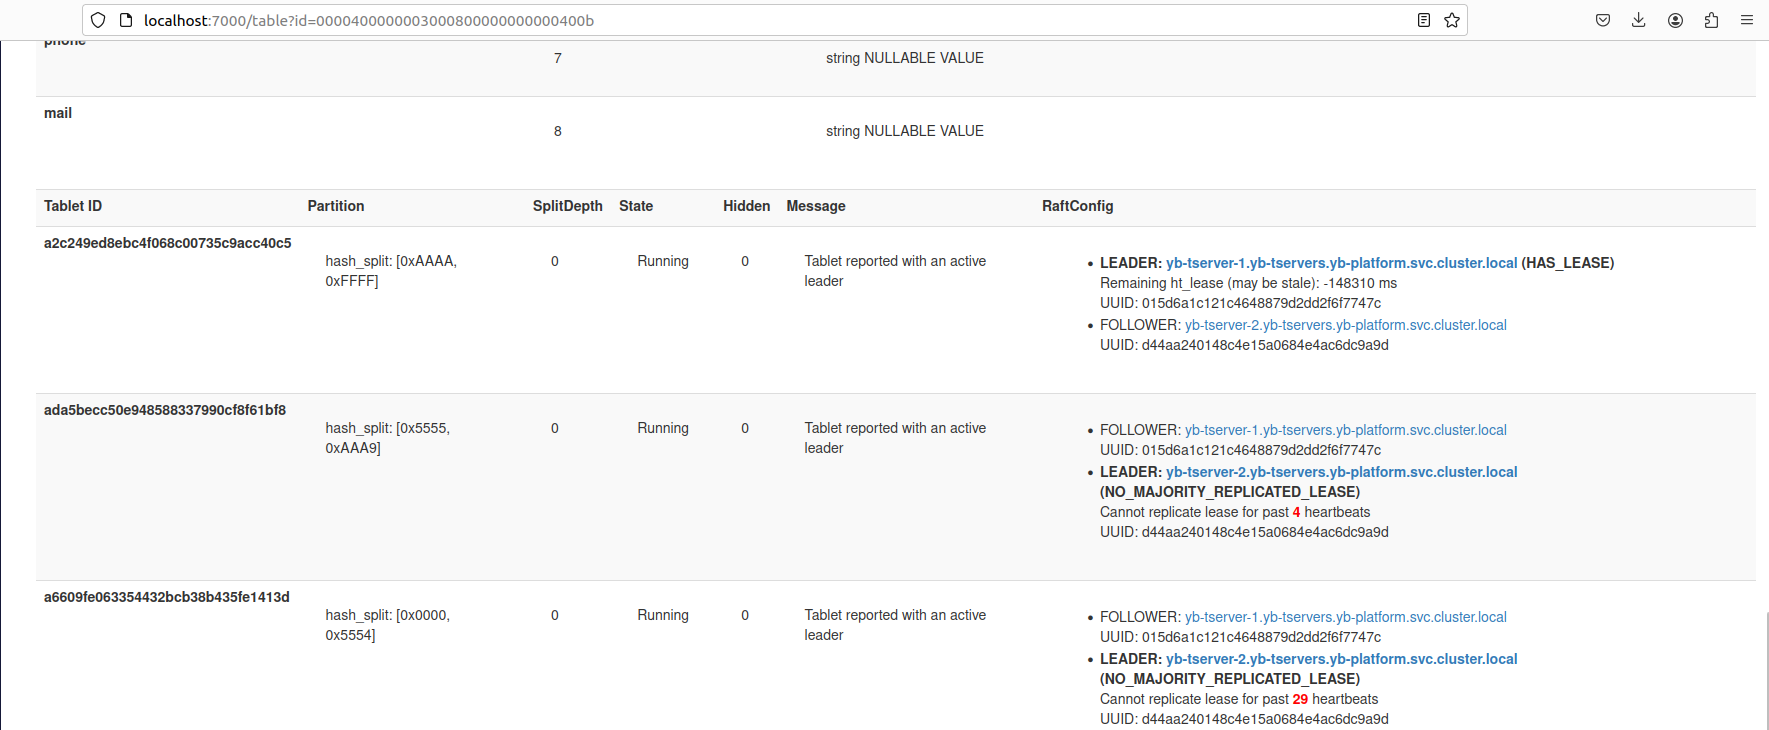 localhost:7000/table?id=0000400000003000800000000000400b
phone
7
string NULLABLE VALUE
mail
8
string NULLABLE VALUE
Tablet ID Partition SplitDepth State Hidden Message RaftConfig
a2c249ed8ebc4f068c00735c9acc40c5
hash_split: [0xAAAA,
0xFFFF]
0
Running
0
Tablet reported with an active
leader
• LEADER: yb-tserver-1.yb-tservers.yb-platform.svc.cluster.local (HAS_LEASE)
Remaining ht_lease (may be stale): -148310 ms
UUID: 015d6a1c121c4648879d2dd2f6f7747c
• FOLLOWER: yb-tserver-2.yb-tservers.yb-platform.svc.cluster.local
UUID: d44aa240148c4e15a0684e4ac6dc9a9d
ada5becc50e948588337990cf8f61bf8
hash_split: [0x5555,
0xAAA9]
0
Running
0
Tablet reported with an active
leader
• FOLLOWER: yb-tserver-1.yb-tservers.yb-platform.svc.cluster.local
UUID: 015d6a1c121c4648879d2dd2f6f7747c
• LEADER: yb-tserver-2.yb-tservers.yb-platform.svc.cluster.local
(NO_MAJORITY_REPLICATED_LEASE)
Cannot replicate lease for past 4 heartbeats
UUID: d44aa240148c4e15a0684e4ac6dc9a9d
a6609fe063354432bcb38b435fe1413d
hash_split: [0x0000,
0x5554]
0
Running
0
Tablet reported with an active
leader
• FOLLOWER: yb-tserver-1.yb-tservers.yb-platform.svc.cluster.local
UUID: 015d6a1c121c4648879d2dd2f6f7747c
• LEADER: yb-tserver-2.yb-tservers.yb-platform.svc.cluster.local
(NO_MAJORITY_REPLICATED_LEASE)
Cannot replicate lease for past 29 heartbeats
UUID: d44aa240148c4e15a0684e4ac6dc9a9d